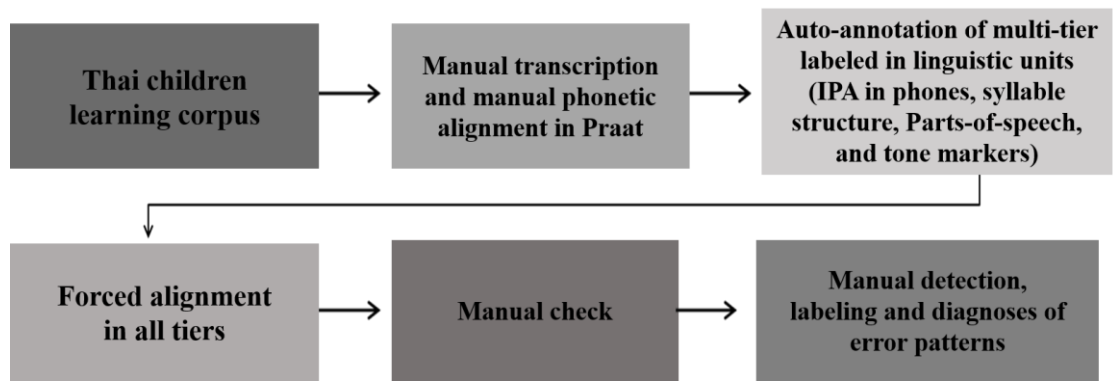 Thai children
learning corpus
Manual transcription
and manual phonetic
alignment in Praat
Auto-annotation of multi-tier
labeled in linguistic units
(IPA in phones, syllable
structure, Parts-of-speech,
and tone markers)
Forced alignment
in all tiers
Manual check
Manual detection,
labeling and diagnoses of
error patterns